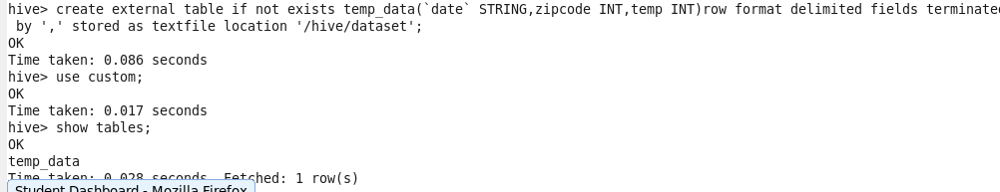 hive> create external table if not exists temp_data(`date` STRING,zipcode INT,temp INT)row format delimited fields terminated
by ',' stored as textfile location '/hive/dataset';
OK
Time taken: 0.086 seconds
hive> use custom;
OK
Time taken: 0.017 seconds
hive> show tables;
OK
temp_data
Time taken: 0.028 seconds, Fetched: 1 row(s)
Student Dashboard - Mozilla Firefox